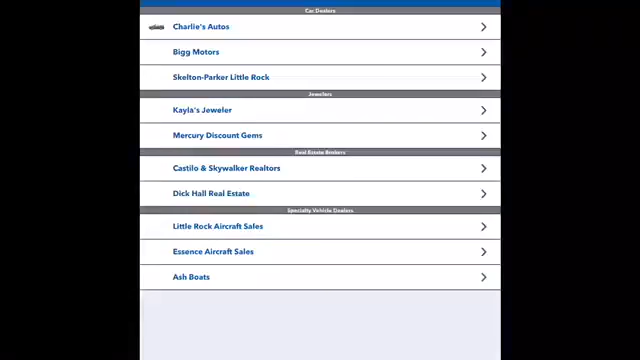 Car Dealers
Charlie's Autos
Bigg Motors
Skelton-Parker Little Rock
Jewellers
Kayla's Jeweler
Mercury Discount Gems
Real Estate Brokers
Castilo & Skywalker Realtors
Dick Hall Real Estate
Specialty Vehicle Dealers
Little Rock Aircraft Sales
Essence Aircraft Sales
Ash Boats